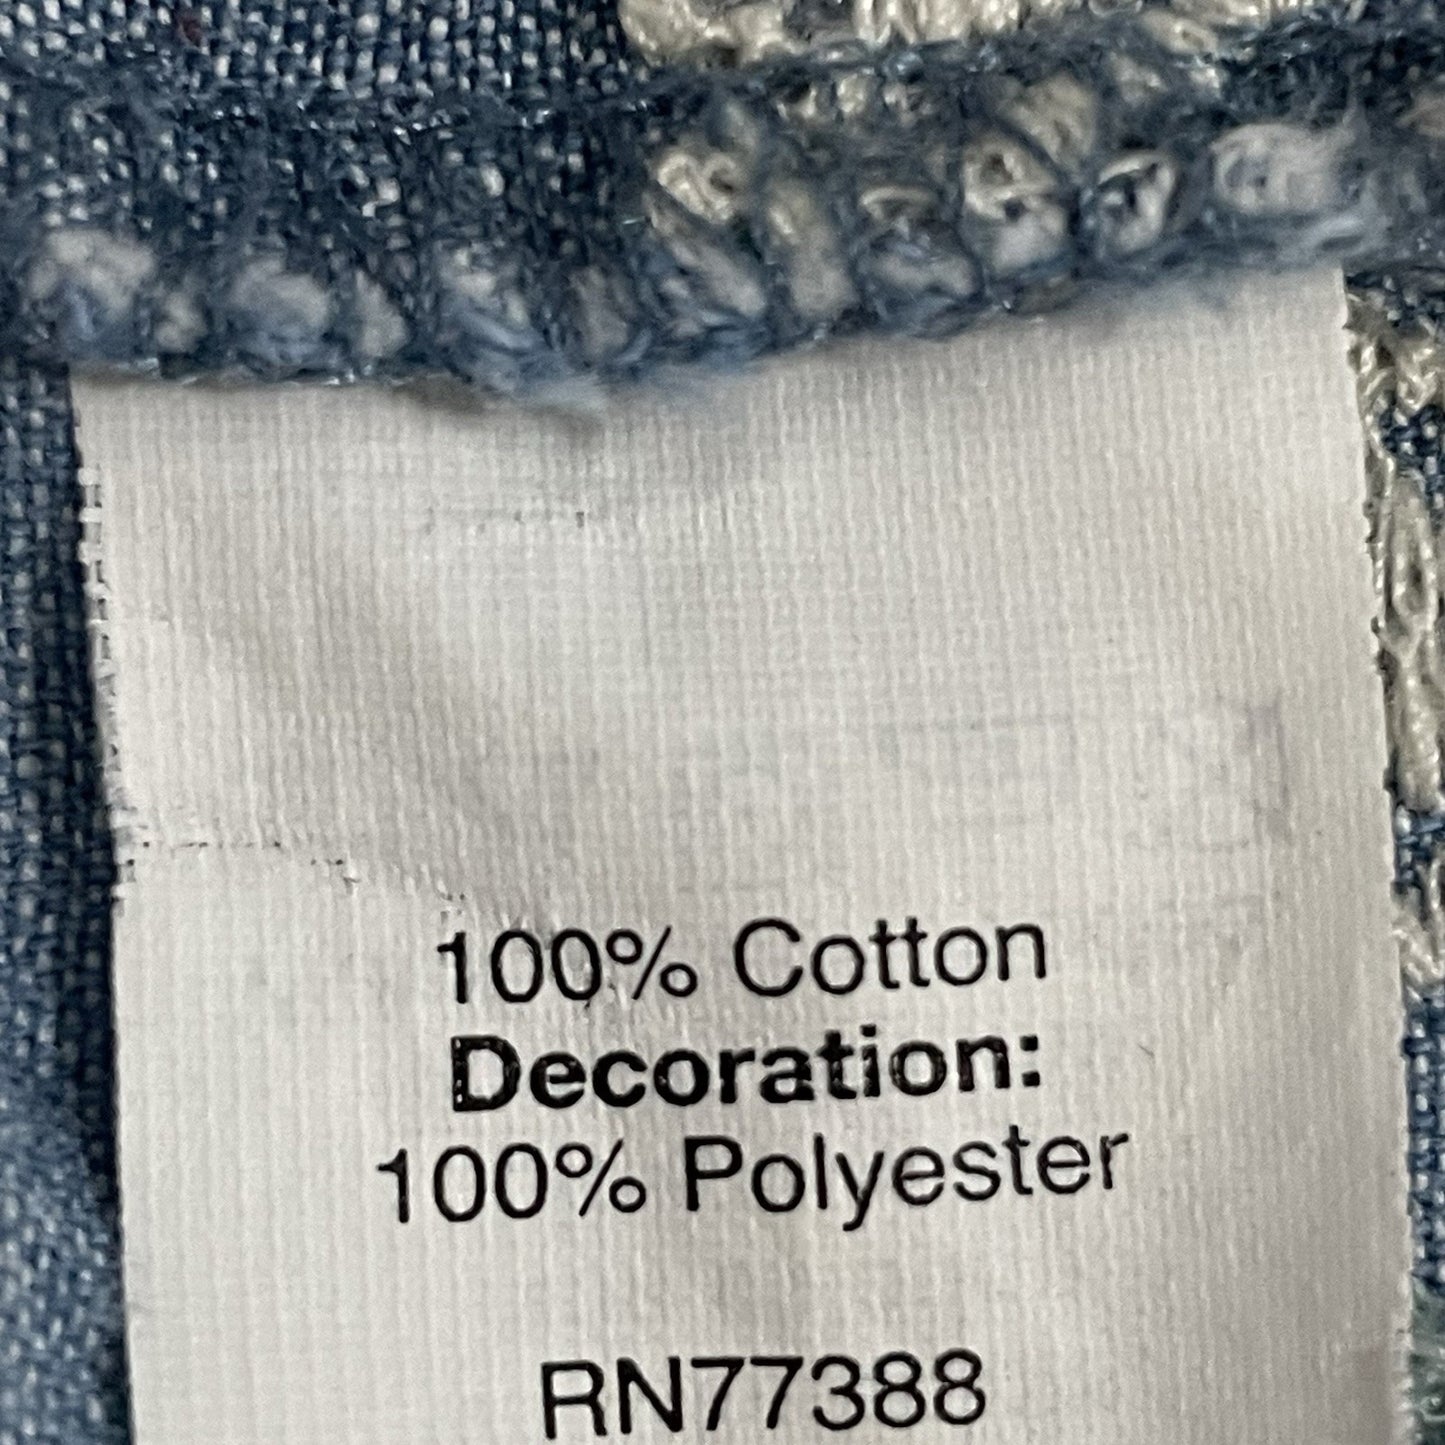 100% Cotton
Decoration:
100% Polyester
RN77388